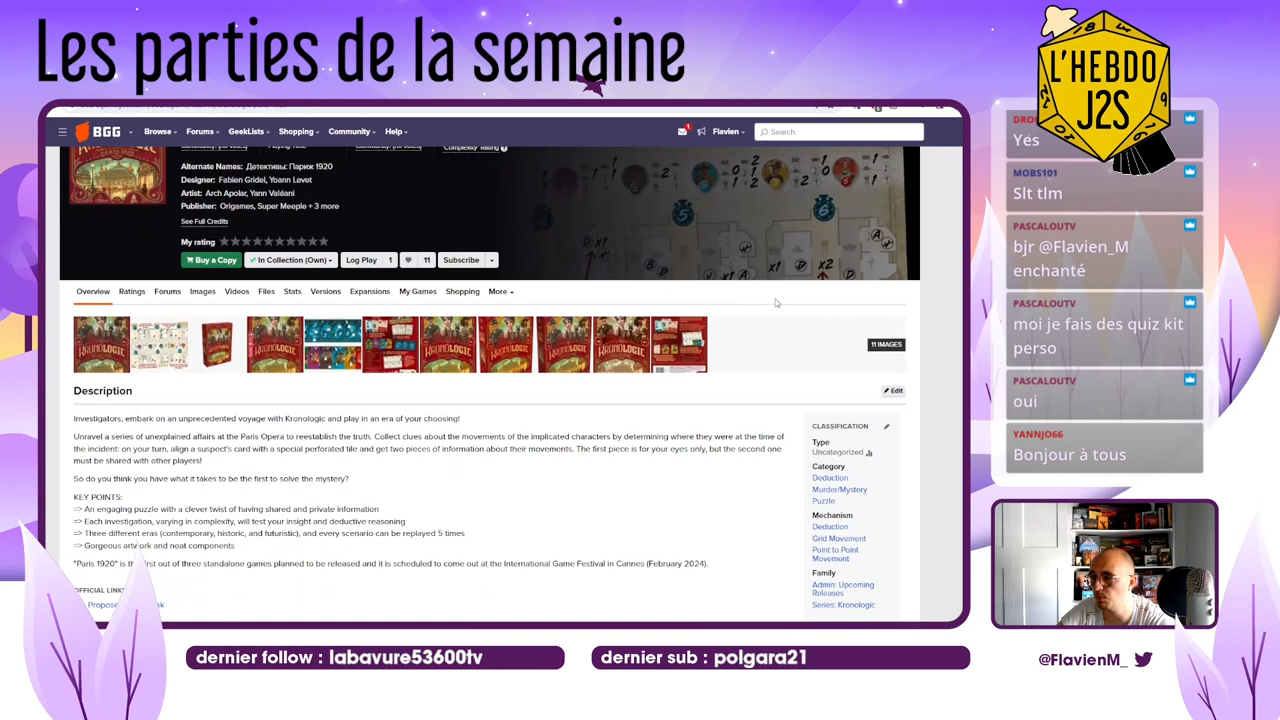 Les parties de la semaine
L'HEBDO
J2S
BGG
Browse
Forums
GeekLists
Shopping
Community
Help
1
Flavien
Search
Alternate Names: Детективы: Париж 1920
Designer: Fabien Gridel, Yoann Levet
Artist: Arch Apolar, Yann Valéani
Publisher: Origames, Super Meeple + 3 more
See Full Credits
My rating
Buy a Copy
In Collection (Own)
Log Play 1
11
Subscribe
Overview
Ratings
Forums
Images
Videos
Files
Stats
Versions
Expansions
My Games
Shopping
More
11 IMAGES
Description
Edit
Investigators, embark on an unprecedented voyage with Kronologic and play in an era of your choosing!
Unravel a series of unexplained affairs at the Paris Opera to reestablish the truth. Collect clues about the movements of the implicated characters by determining where they were at the time of
the incident: on your turn, align a suspect's card with a special perforated tile and get two pieces of information about their movements. The first piece is for your eyes only, but the second one
must be shared with other players!
So do you think you have what it takes to be the first to solve the mystery?
KEY POINTS:
=> An engaging puzzle with a clever twist of having shared and private information
=> Each investigation, varying in complexity, will test your insight and deductive reasoning
=> Three different eras (contemporary, historic, and futuristic), and every scenario can be replayed 5 times
=> Gorgeous artwork and neat components
"Paris 1920" is the first out of three standalone games planned to be released and it is scheduled to come out at the International Game Festival in Cannes (February 2024).
OFFICIAL LINKS
CLASSIFICATION
Type
Uncategorized
Category
Deduction
Murder/Mystery
Puzzle
Mechanism
Deduction
Grid Movement
Point to Point
Movement
Family
Admin: Upcoming
Releases
Series: Kronologic
Yes
MOBS101
Slt tlm
PASCALOUTV
bjr @Flavien_M
enchanté
PASCALOUTV
moi je fais des quiz kit
perso
PASCALOUTV
oui
YANNJO66
Bonjour à tous
dernier follow : labavure53600tv
dernier sub : polgara21
@FlavienM_